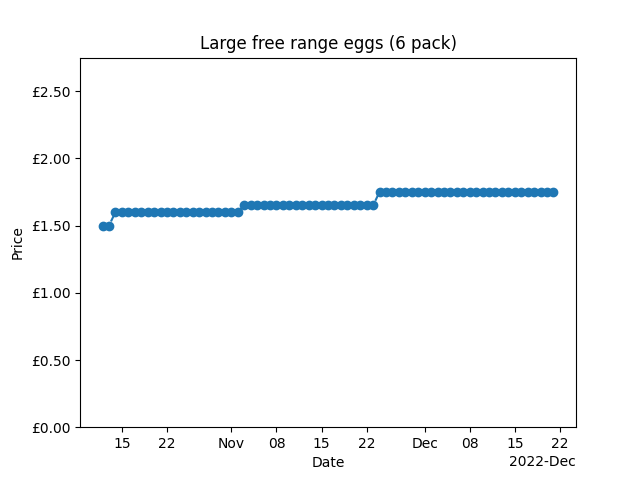 Large free range eggs (6 pack)
£2.50
£2.00
£1.50
£1.00
£0.50
£0.00
Price
15 22 Nov 08 15 22 Dec 08 15 22
Date
2022-Dec